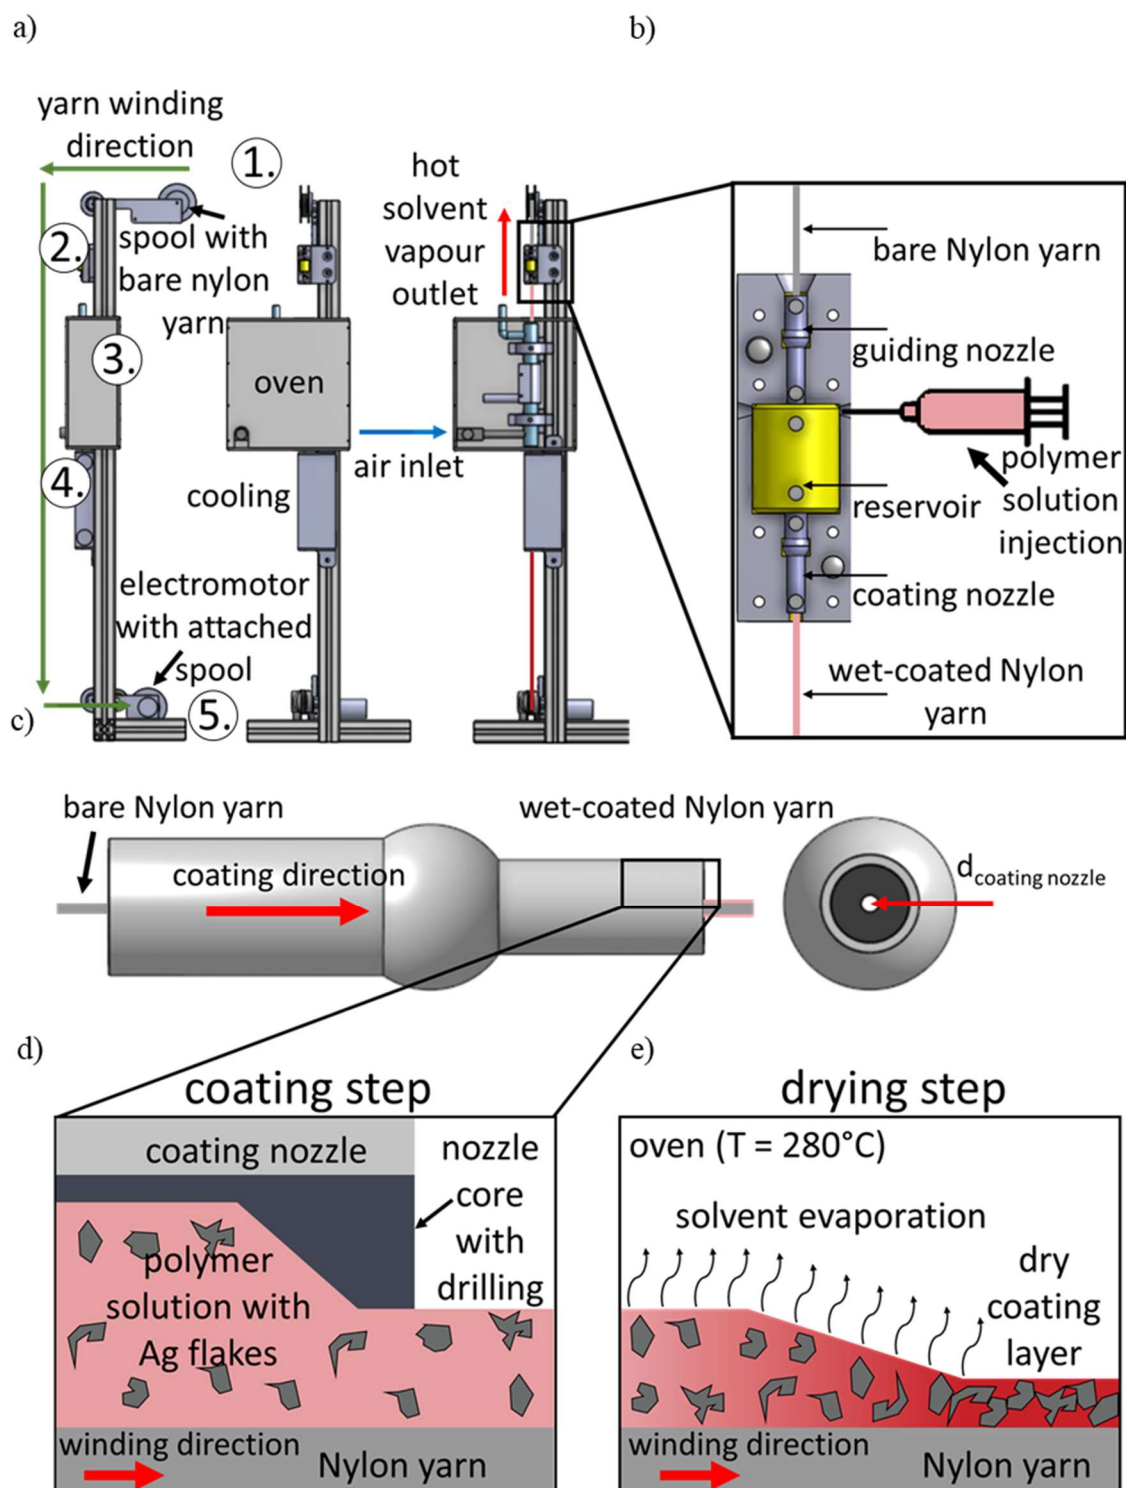 a)
b)
yarn winding
direction
1.
2.
spool with
bare nylon
yarn
3.
4.
hot
solvent
vapour
outlet
oven
air inlet
cooling
electromotor
with attached
spool
5.
bare Nylon yarn
guiding nozzle
polymer
solution
injection
reservoir
coating nozzle
wet-coated Nylon
yarn
c)
bare Nylon yarn
wet-coated Nylon yarn
coating direction
dcoating nozzle
d)
coating step
coating nozzle
nozzle
core
with
drilling
polymer
solution with
Ag flakes
winding direction
Nylon yarn
e)
drying step
oven (T = 280°C)
solvent evaporation
dry
coating
layer
winding direction
Nylon yarn